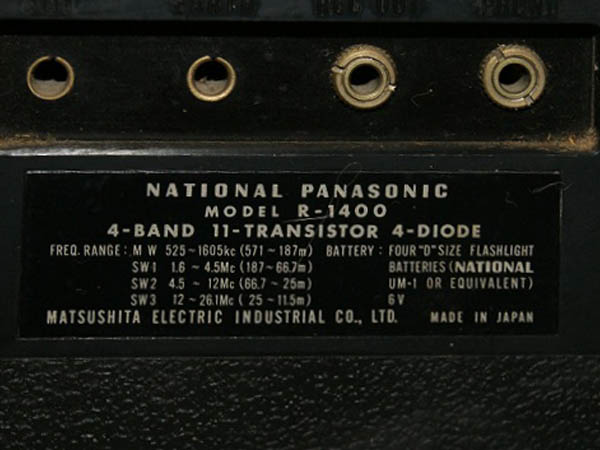 NATIONAL PANASONIC
MODEL R-1400
4-BAND 11-TRANSISTOR 4-DIODE
FREQ. RANGE : MW 525~1605kc (571~187m) BATTERY : FOUR "D" SIZE FLASHLIGHT
SW1 1.6~4.5Mc (187~66.7m) BATTERIES (NATIONAL
SW2 4.5~12Mc (66.7~25m) UM-1 OR EQUIVALENT)
SW3 12~26.1Mc (25~11.5m) 6V
MATSUSHITA ELECTRIC INDUSTRIAL CO., LTD. MADE IN JAPAN